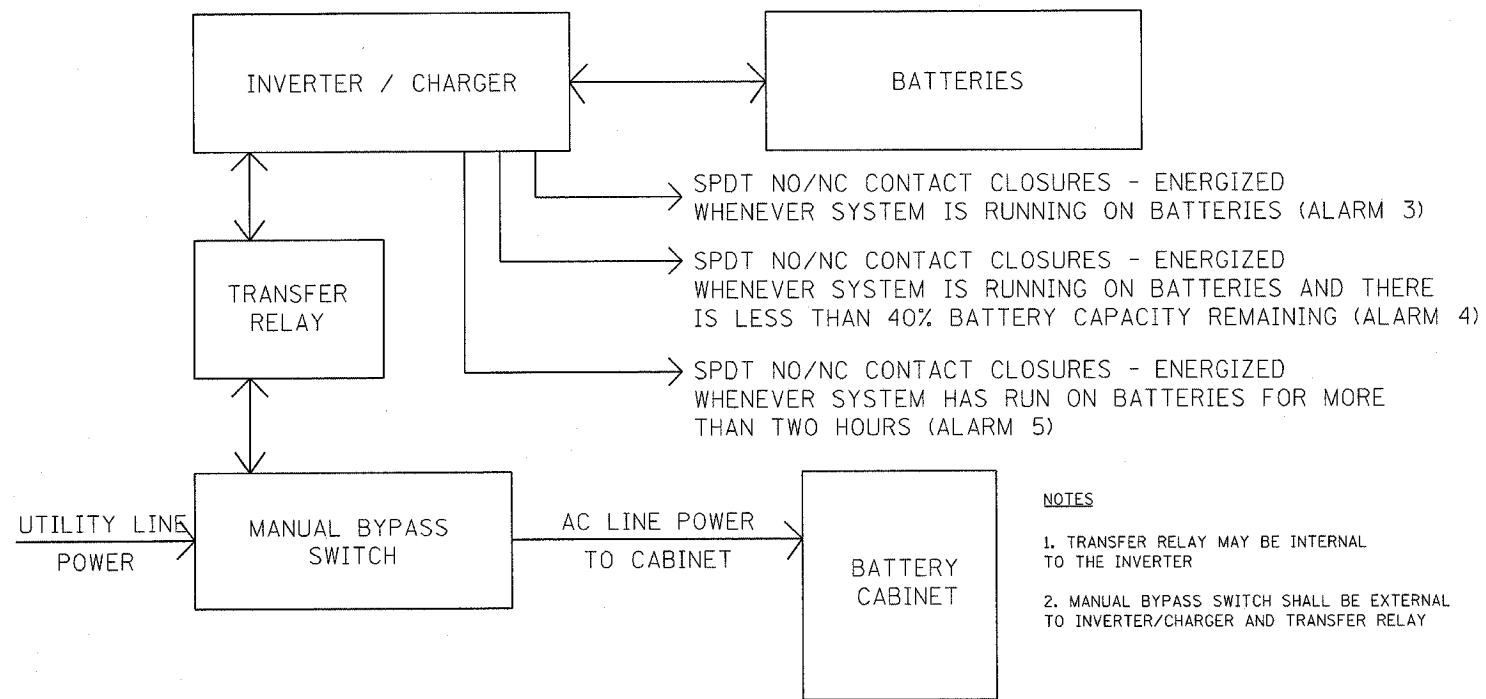 INVERTER / CHARGER
BATTERIES
SPDT NO/NC CONTACT CLOSURES - ENERGIZED
WHENEVER SYSTEM IS RUNNING ON BATTERIES (ALARM 3)
SPDT NO/NC CONTACT CLOSURES - ENERGIZED
WHENEVER SYSTEM IS RUNNING ON BATTERIES AND THERE
IS LESS THAN 40% BATTERY CAPACITY REMAINING (ALARM 4)
TRANSFER
RELAY
SPDT NO/NC CONTACT CLOSURES - ENERGIZED
WHENEVER SYSTEM HAS RUN ON BATTERIES FOR MORE
THAN TWO HOURS (ALARM 5)
UTILITY LINE
POWER
MANUAL BYPASS
SWITCH
AC LINE POWER
TO CABINET
BATTERY
CABINET
NOTES
1. TRANSFER RELAY MAY BE INTERNAL
TO THE INVERTER
2. MANUAL BYPASS SWITCH SHALL BE EXTERNAL
TO INVERTER/CHARGER AND TRANSFER RELAY